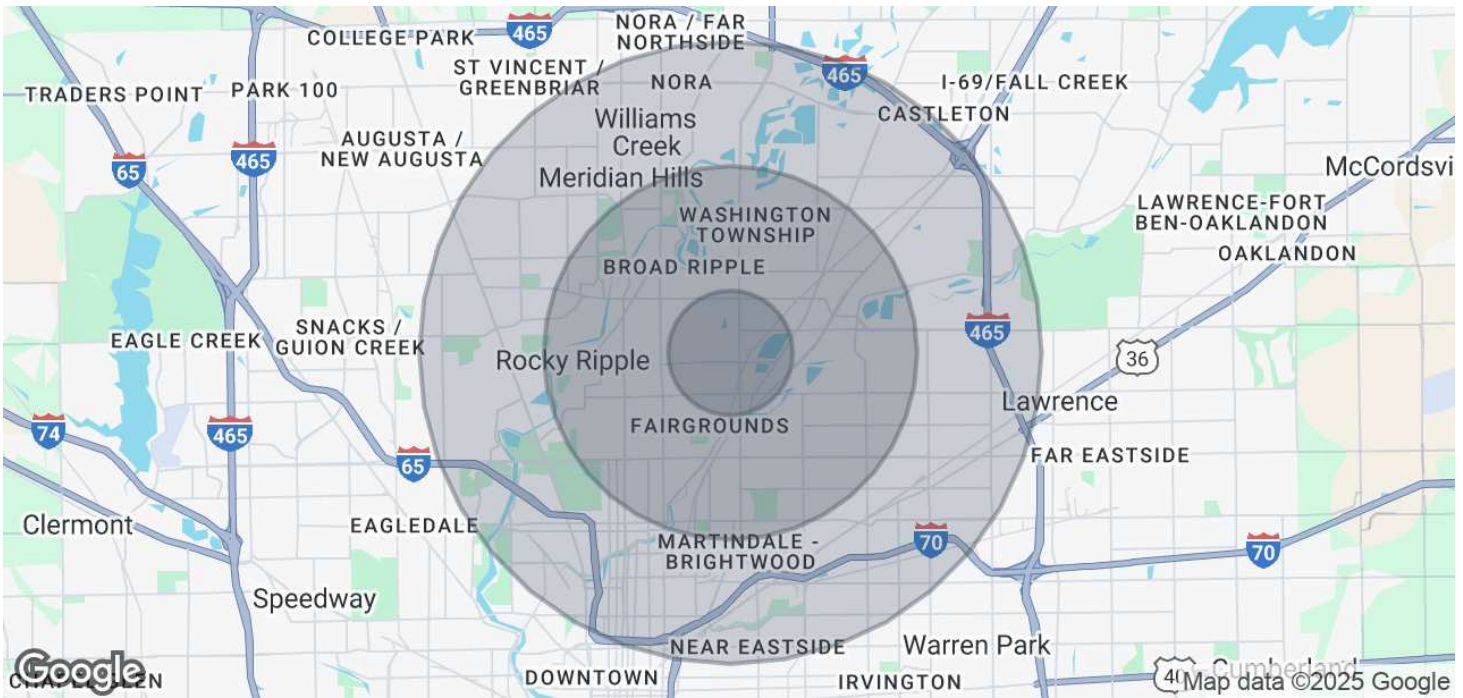 NORA / FAR
NORTHSIDE
465
COLLEGE PARK
ST VINCENT /
GREENBRIAR
NORA
465
I-69/FALL CREEK
TRADERS POINT
PARK 100
CASTLETON
Williams
Creek
AUGUSTA /
NEW AUGUSTA
465
65
McCordsvi
Meridian Hills
LAWRENCE-FORT
BEN-OAKLANDON
WASHINGTON
TOWNSHIP
OAKLANDON
BROAD RIPPLE
SNACKS /
GUION CREEK
EAGLE CREEK
465
36
Rocky Ripple
Lawrence
FAIRGROUNDS
74
465
65
FAR EASTSIDE
Clermont
EAGLEDALE
MARTINDALE -
BRIGHTWOOD
70
70
Speedway
NEAR EASTSIDE
Warren Park
Google
DOWNTOWN
IRVINGTON
40
Cumberland
Map data ©2025 Google